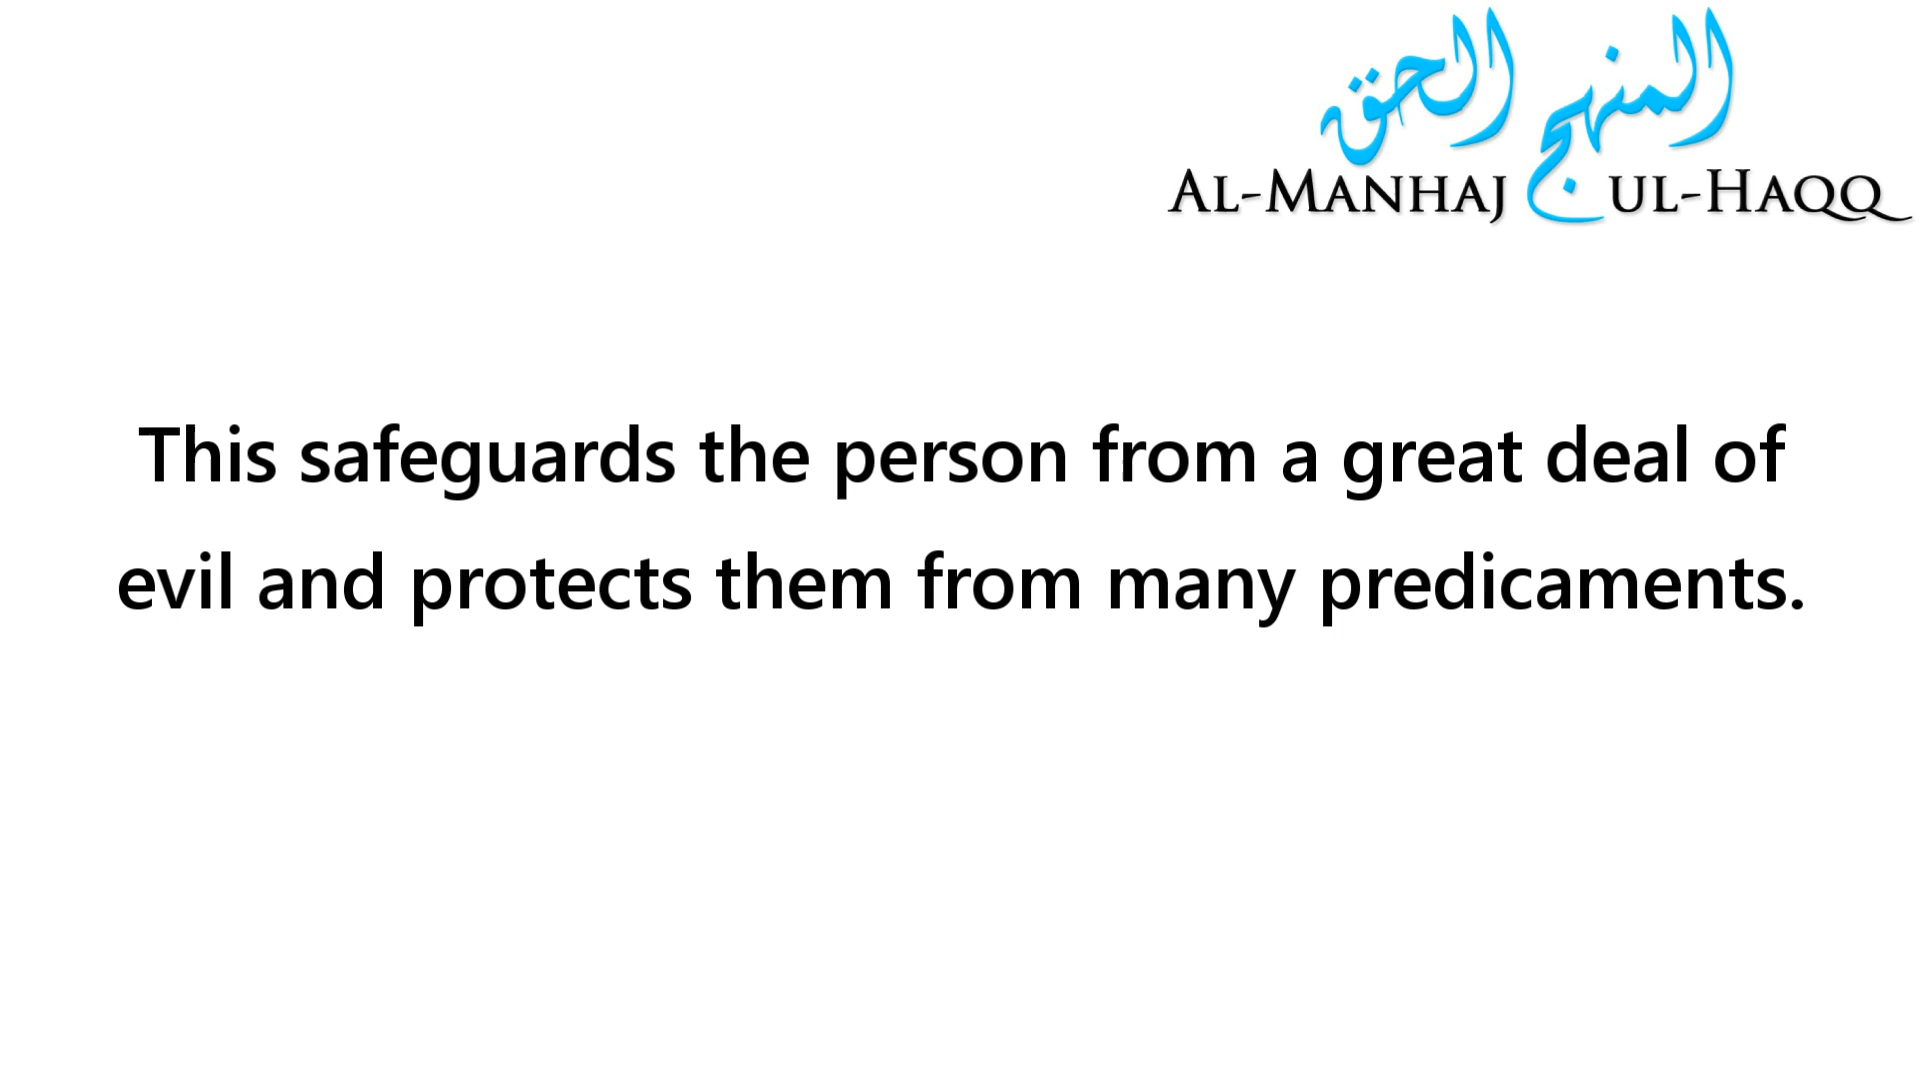 المنهج الحق
AL-MANHAJ UL-HAQQ
This safeguards the person from a great deal of
evil and protects them from many predicaments.